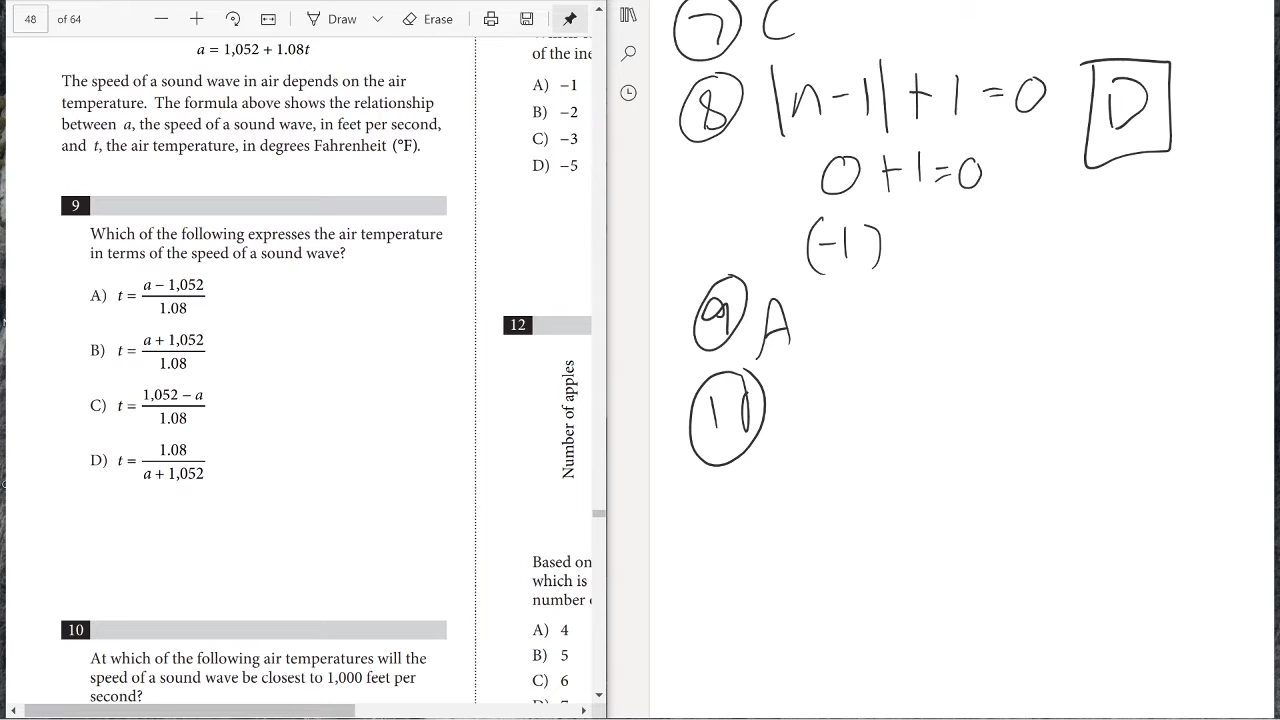 48 of 64
Draw
Erase
a = 1,052 + 1.08t
The speed of a sound wave in air depends on the air
temperature. The formula above shows the relationship
between a, the speed of a sound wave, in feet per second,
and t, the air temperature, in degrees Fahrenheit (°F).
9
Which of the following expresses the air temperature
in terms of the speed of a sound wave?
A) t = a − 1,052 / 1.08
B) t = a + 1,052 / 1.08
C) t = 1,052 − a / 1.08
D) t = 1.08 / a + 1,052
10
At which of the following air temperatures will the
speed of a sound wave be closest to 1,000 feet per
second?
of the ine
A) −1
B) −2
C) −3
D) −5
12
Number of apples
Based on
which is
number
A) 4
B) 5
C) 6
7 C
8 |n-1| + 1 = 0 D
0 + 1 = 0
(-1)
9 A
10